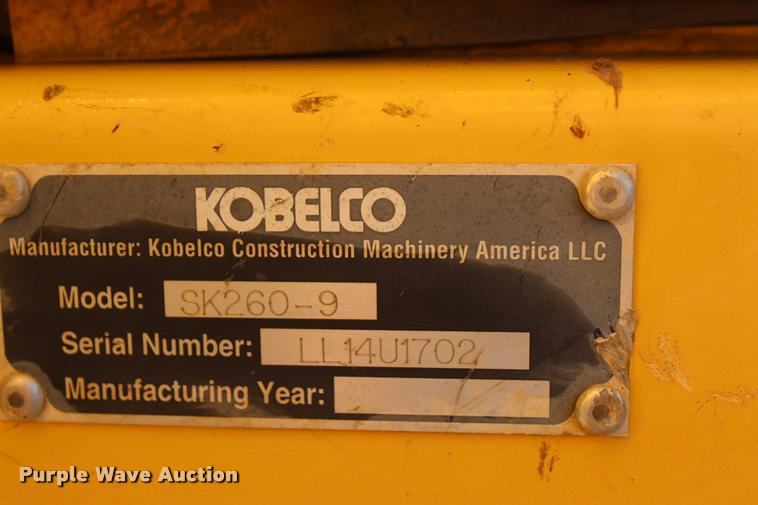 KOBELCO
Manufacturer: Kobelco Construction Machinery America LLC
Model: SK260-9
Serial Number: LL14U1702
Manufacturing Year:
Purple Wave Auction